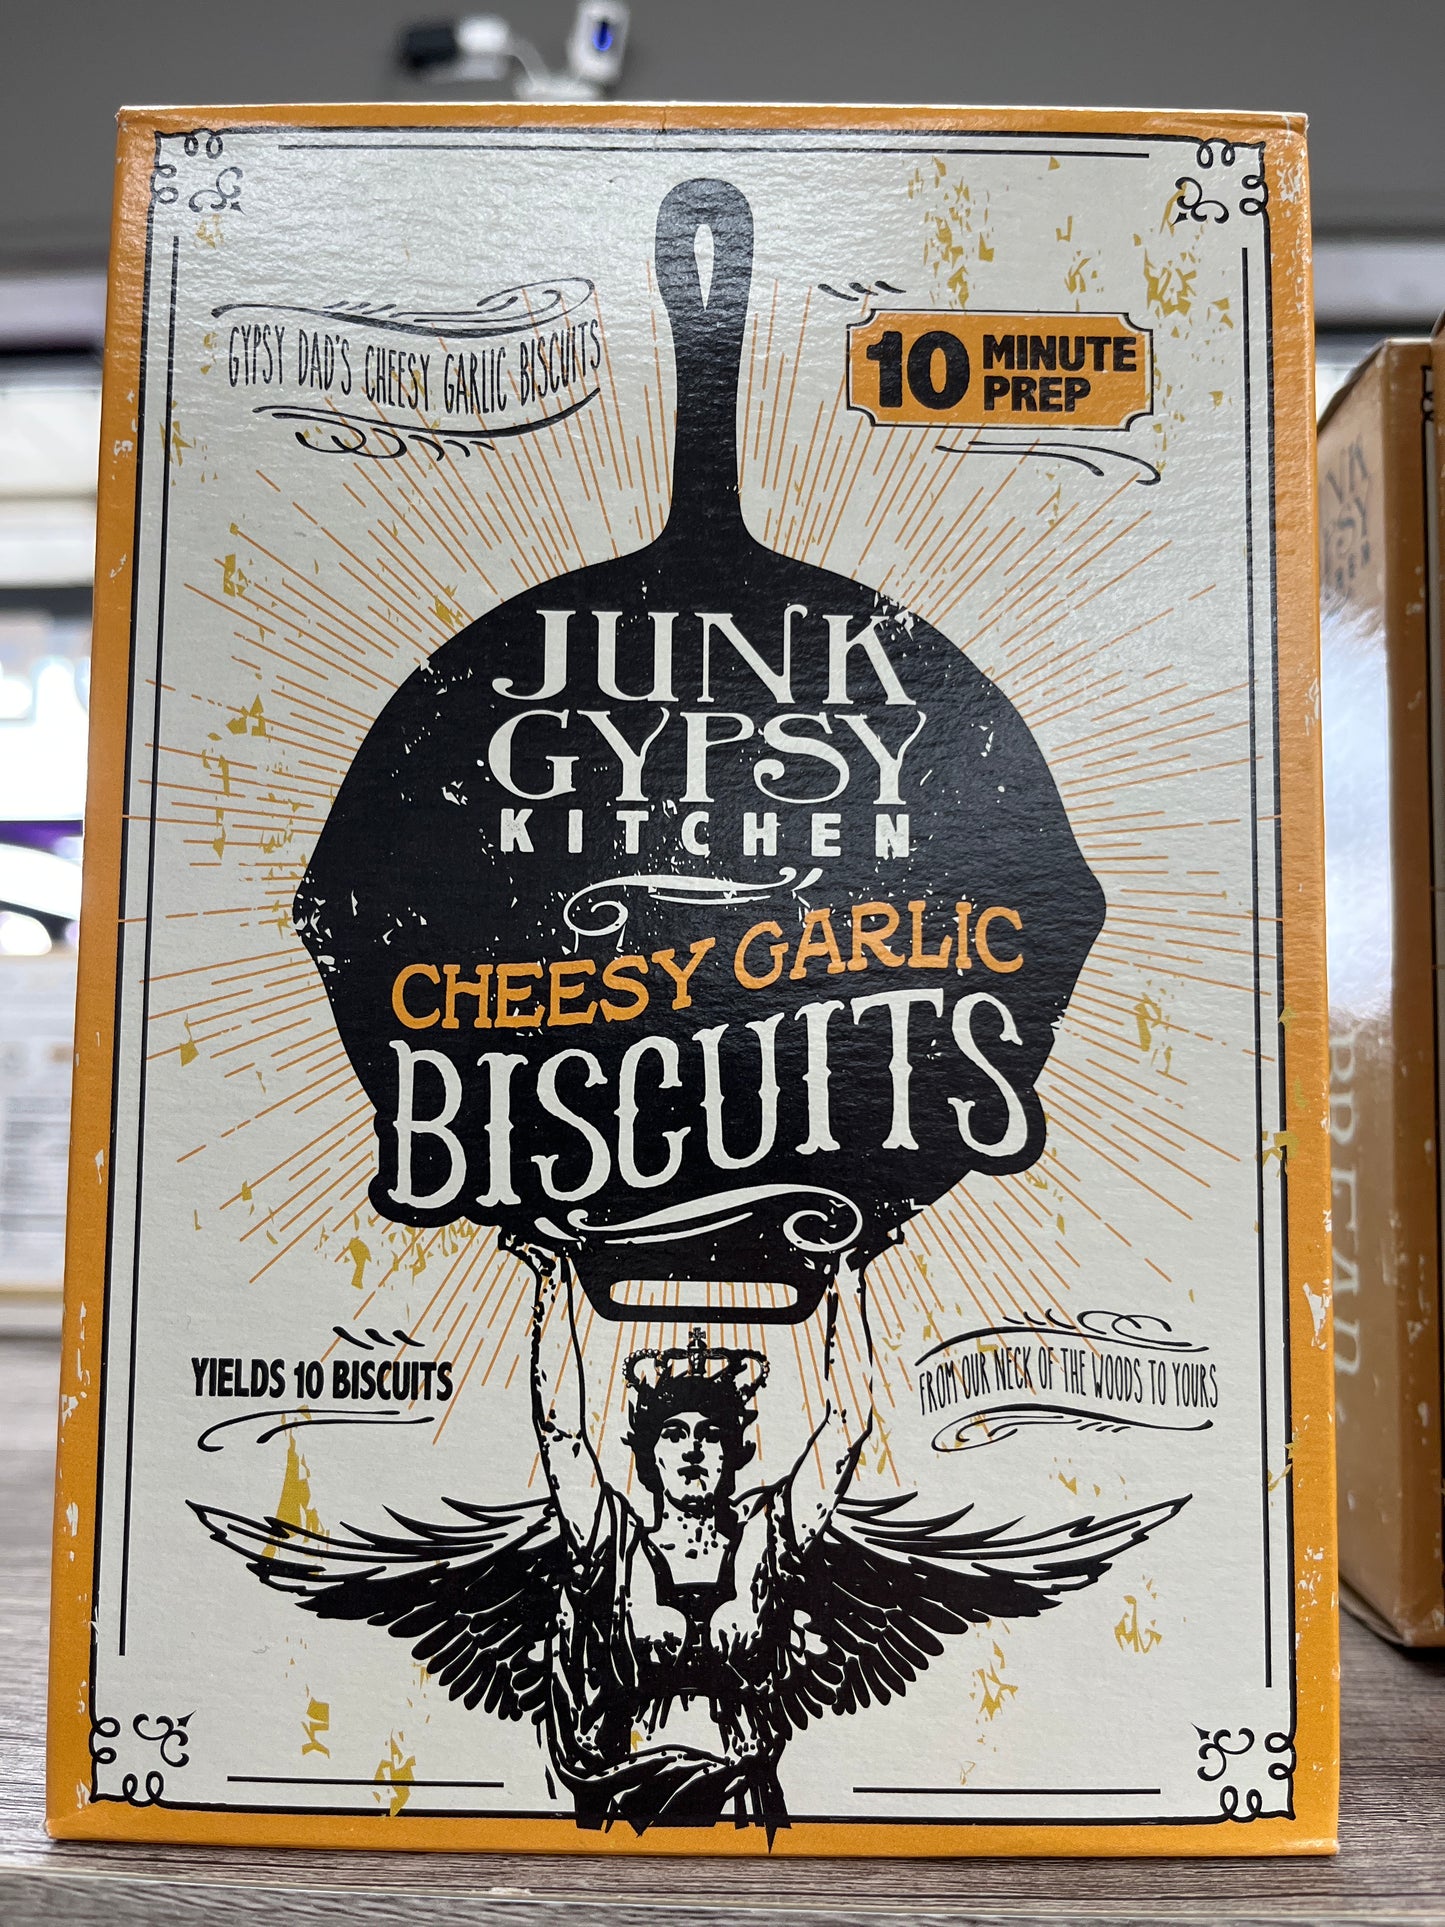 GYPSY DAD'S CHEESY GARLIC BISCUITS
10 MINUTE
PREP
JUNK
GYPSY
KITCHEN
CHEESY GARLIC
BISCUITS
YIELDS 10 BISCUITS
FROM OUR NECK OF THE WOODS TO YOURS